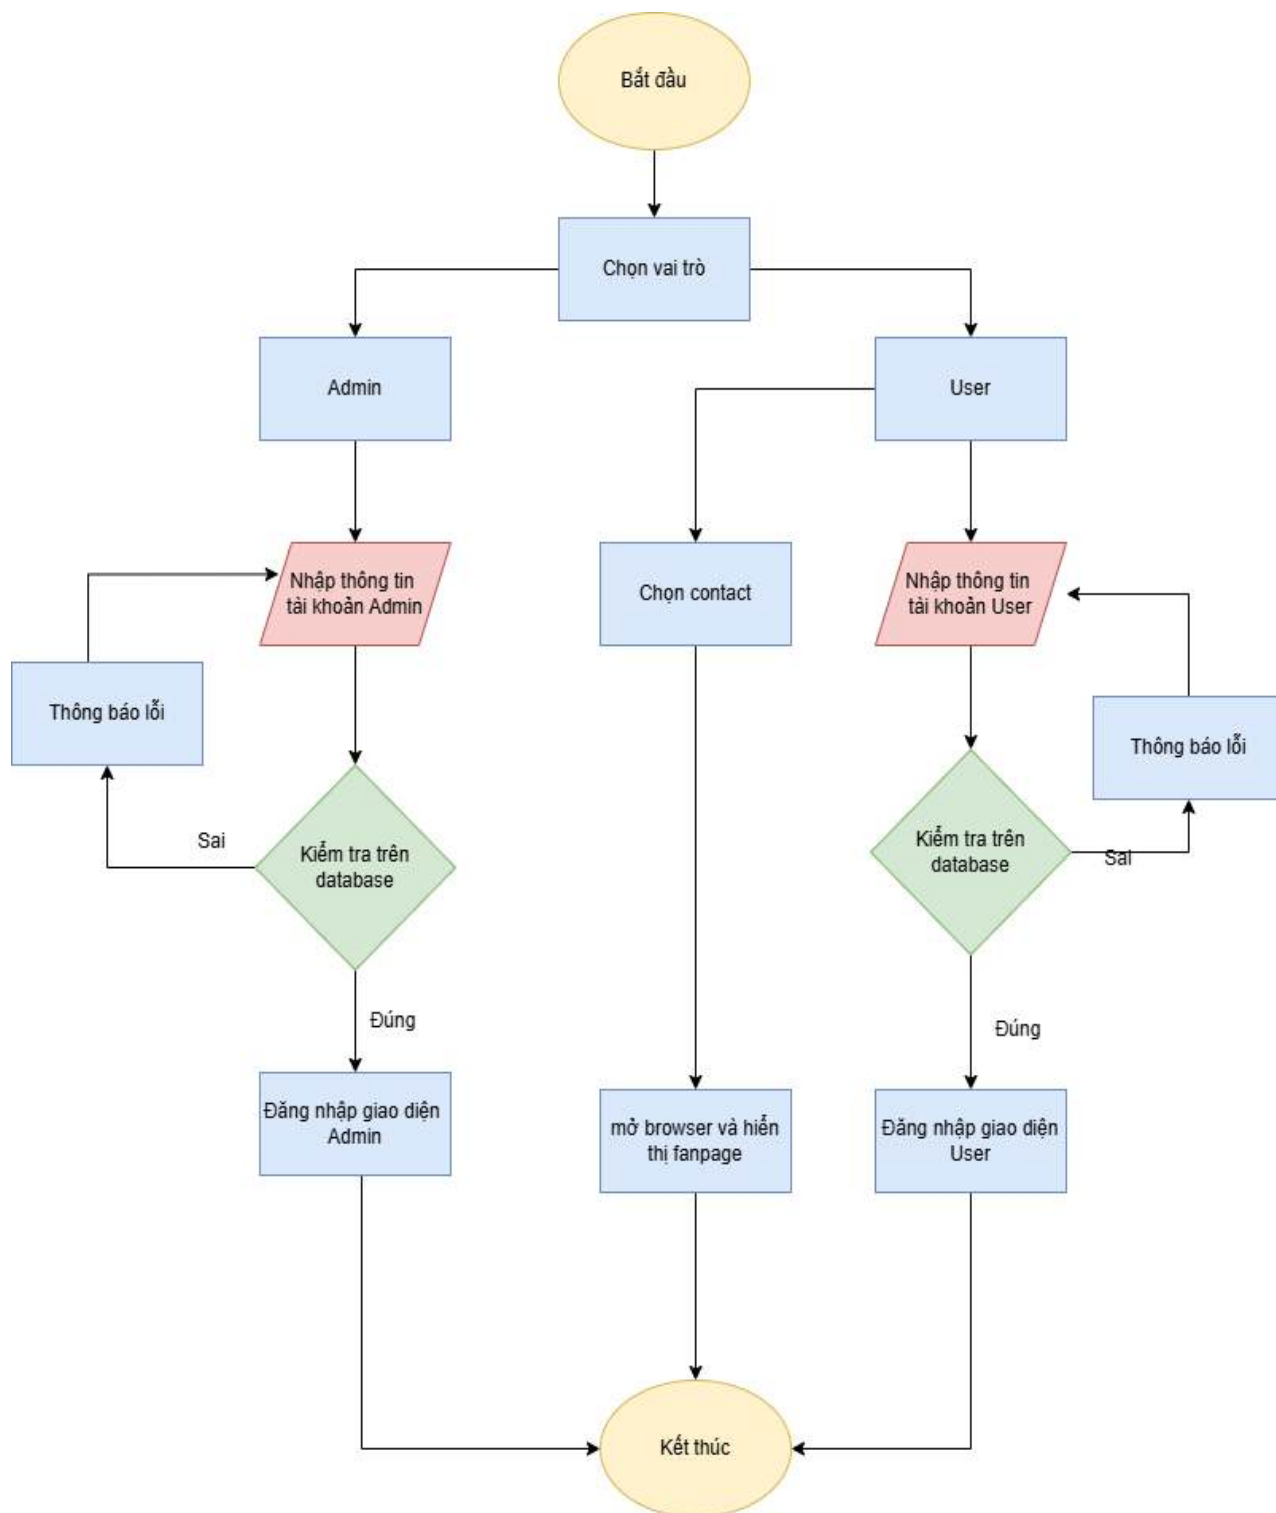 Bắt đầu
Chọn vai trò
Admin
User
Nhập thông tin
tài khoản Admin
Chọn contact
Nhập thông tin
tài khoản User
Thông báo lỗi
Thông báo lỗi
Sai
Kiểm tra trên
database
Kiểm tra trên
database
Sai
Đúng
Đúng
Đăng nhập giao diện
Admin
mở browser và hiển
thị fanpage
Đăng nhập giao diện
User
Kết thúc